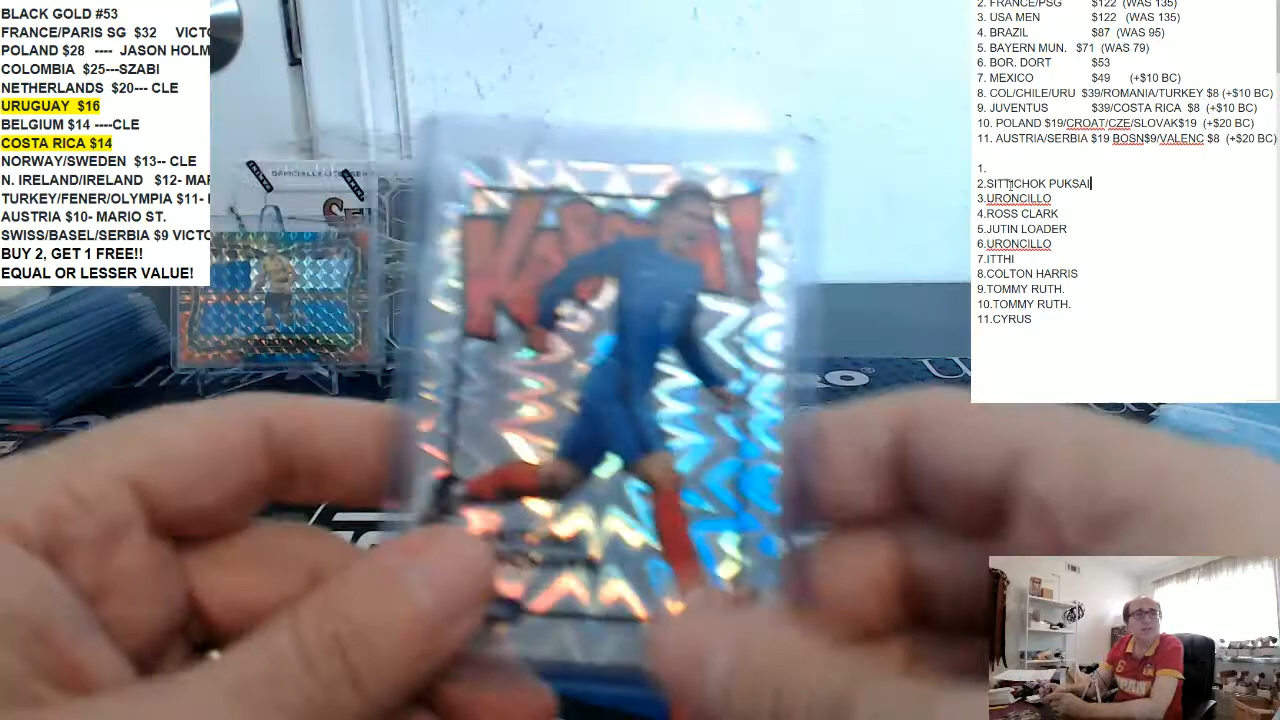 BLACK GOLD #53
FRANCE/PARIS SG $32 VICTO
POLAND $28 ---- JASON HOLM
COLOMBIA $25---SZABI
NETHERLANDS $20--- CLE
URUGUAY $16
BELGIUM $14 ----CLE
COSTA RICA $14
NORWAY/SWEDEN $13-- CLE
N. IRELAND/IRELAND $12- MAR
TURKEY/FENER/OLYMPIA $11-
AUSTRIA $10- MARIO ST.
SWISS/BASEL/SERBIA $9 VICTO
BUY 2, GET 1 FREE!!
EQUAL OR LESSER VALUE!
OFFICIALLY
PANINI
2. FRANCE/PSG $122 (WAS 135)
3. USA MEN $122 (WAS 135)
4. BRAZIL $87 (WAS 95)
5. BAYERN MUN. $71 (WAS 79)
6. BOR. DORT $53
7. MEXICO $49 (+$10 BC)
8. COL/CHILE/URU $39/ROMANIA/TURKEY $8 (+$10 BC)
9. JUVENTUS $39/COSTA RICA $8 (+$10 BC)
10. POLAND $19/CROAT/CZE/SLOVAK$19 (+$20 BC)
11. AUSTRIA/SERBIA $19 BOSN$9/VALENC $8 (+$20 BC)
1.
2.SITTICHOK PUKSAI
3.URONCILLO
4.ROSS CLARK
5.JUTIN LOADER
6.URONCILLO
7.ITTHI
8.COLTON HARRIS
9.TOMMY RUTH.
10.TOMMY RUTH.
11.CYRUS